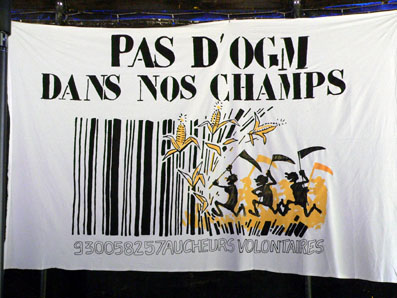 PAS D'OGM
DANS NOS CHAMPS
930058257AUCHEURS VOLONTAIRES